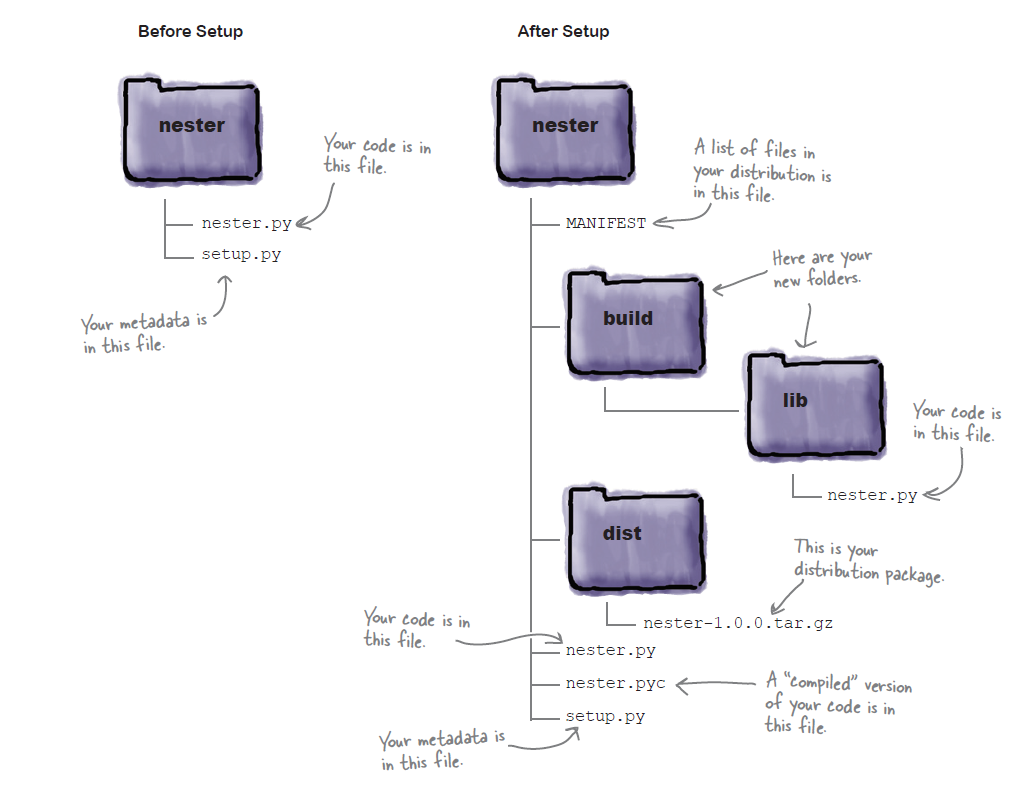 Before Setup
nester
Your code is in
this file.
nester.py
setup.py
Your metadata is
in this file.
After Setup
nester
A list of files in
your distribution is
in this file.
MANIFEST
Here are your
new folders.
build
lib
Your code is
in this file.
nester.py
dist
This is your
distribution package.
nester-1.0.0.tar.gz
Your code is in
this file.
nester.py
nester.pyc
A “compiled” version
of your code is in
this file.
setup.py
Your metadata is
in this file.